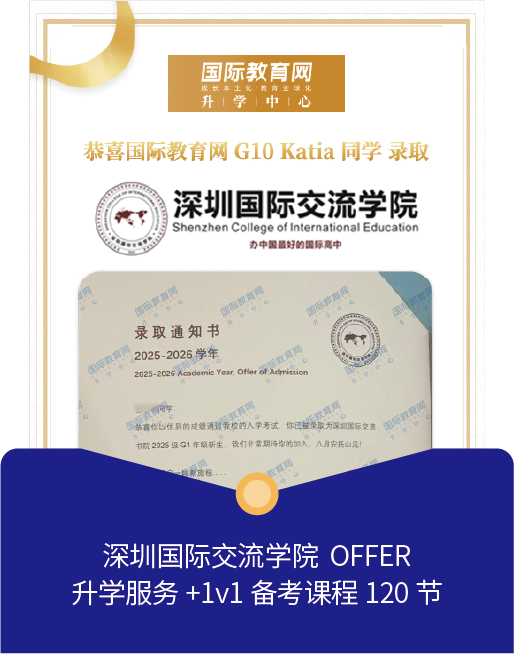 国际教育网
成长本土化·教育全球化
升 学 中 心
恭喜国际教育网 G10 Katia 同学 录取
深圳国际交流学院
Shenzhen College of International Education
办中国最好的国际高中
录取通知书
2025-2026 学年
2025-2026 Academic Year, Offer of Admission
同学:
恭喜你以优异的成绩通过我校的入学考试,你已被录取为深圳国际交流
书院 2025 级 G1 年级新生。我们非常期待你的加入,八月安托山见!
深圳国际交流学院 OFFER
升学服务 +1v1 备考课程 120 节